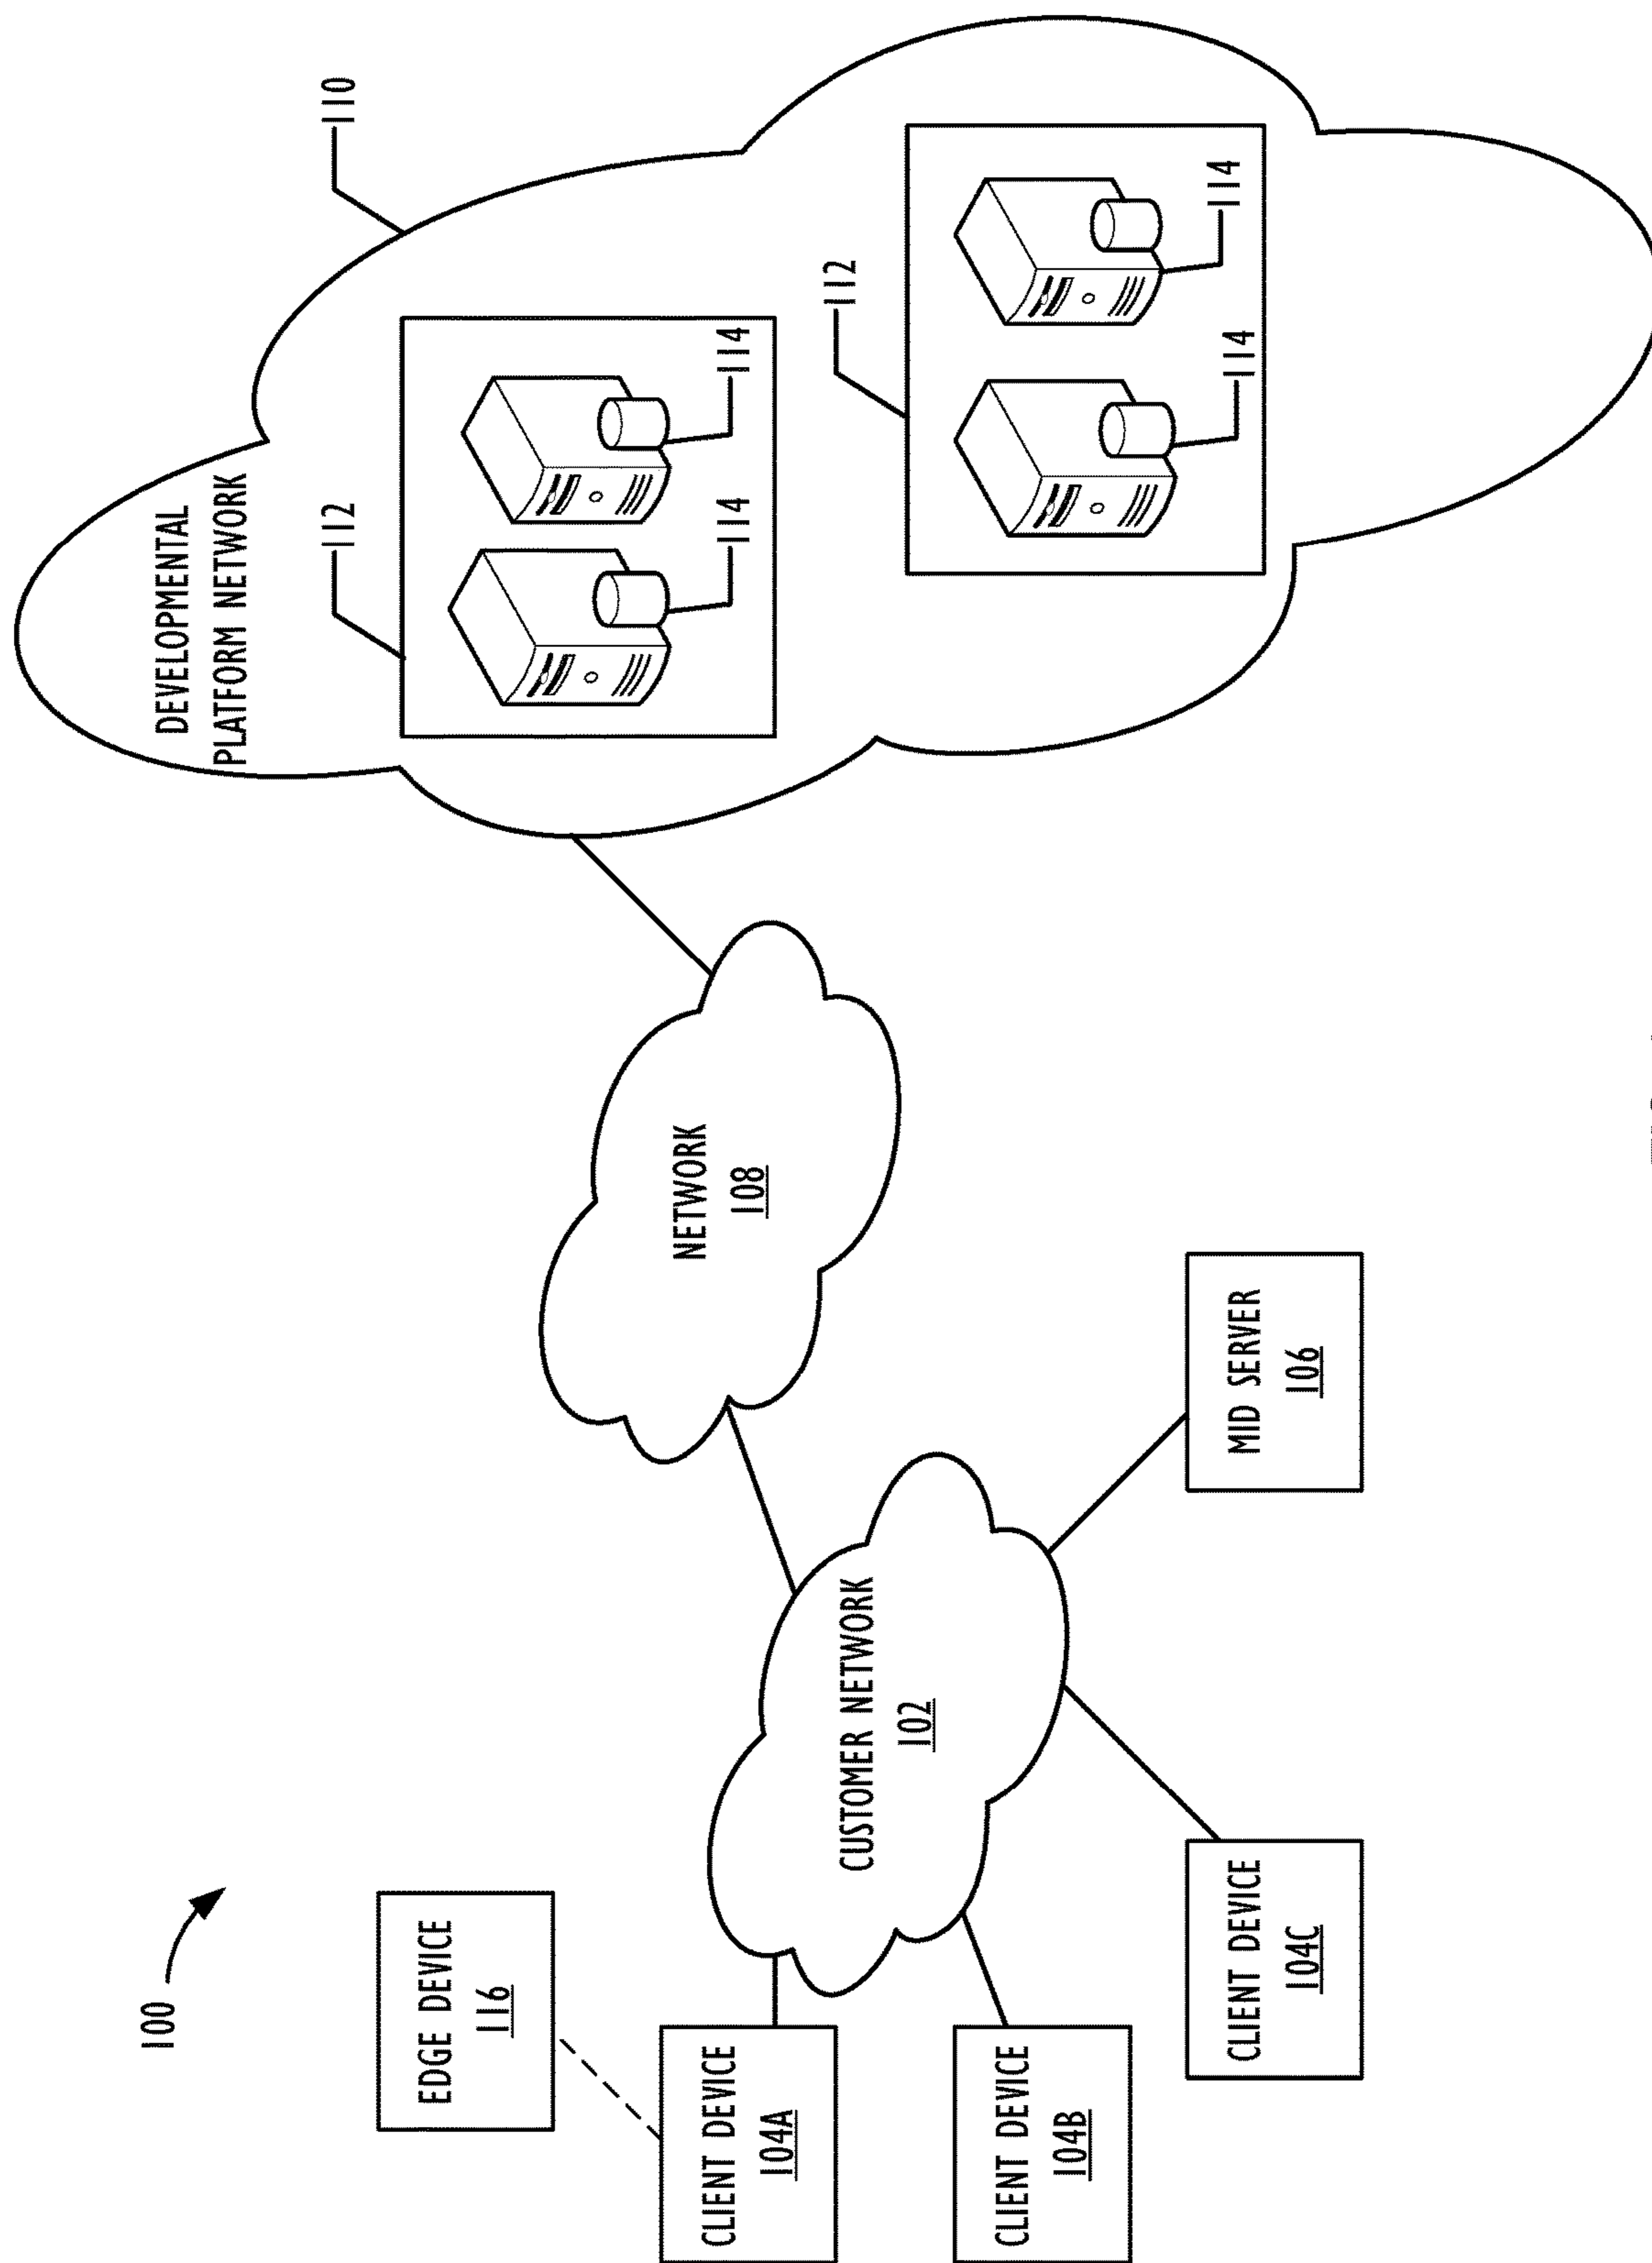 100
EDGE DEVICE
116
CLIENT DEVICE
104A
CLIENT DEVICE
104B
CLIENT DEVICE
104C
CUSTOMER NETWORK
102
MID SERVER
106
NETWORK
108
DEVELOPMENTAL
PLATFORM NETWORK
110
112
114
114
112
114
114